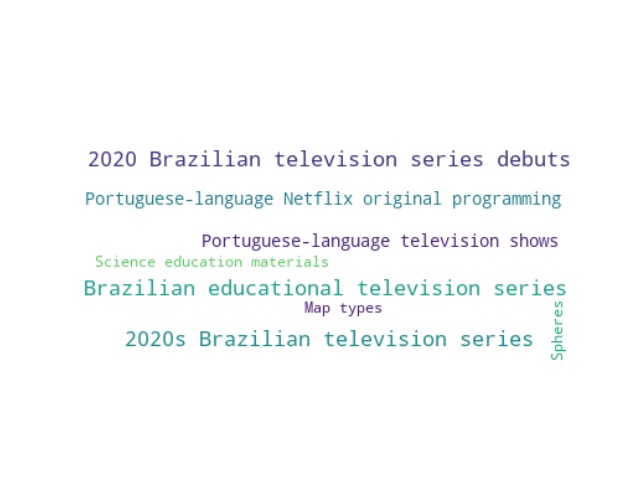 2020 Brazilian television series debuts
Portuguese-language Netflix original programming
Portuguese-language television shows
Science education materials
Brazilian educational television series
Map types
2020s Brazilian television series
Spheres